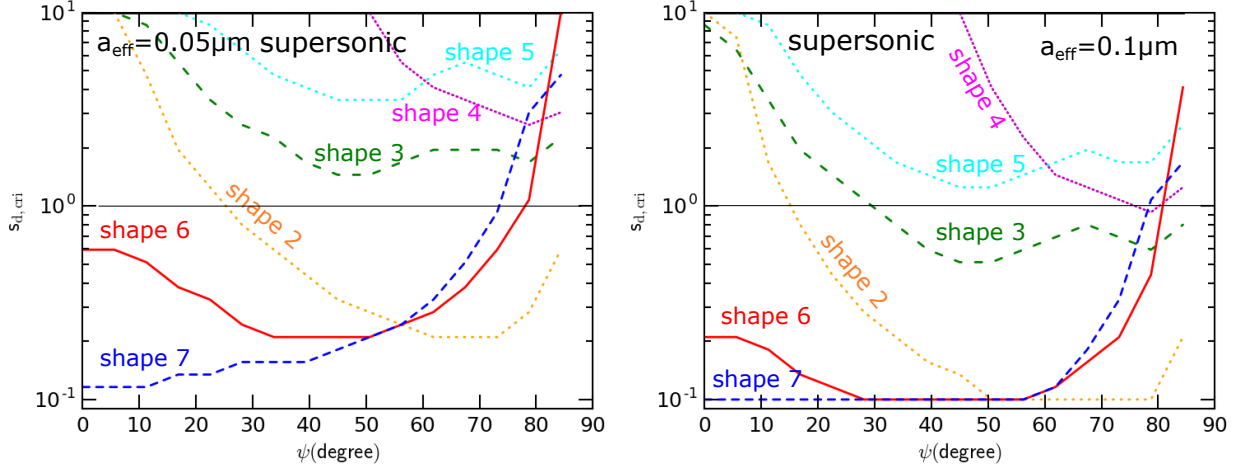 a_eff=0.05μm supersonic
shape 5
shape 4
shape 3
shape 2
shape 6
shape 7
10^1
10^0
10^-1
s_d,cri
0 10 20 30 40 50 60 70 80 90
ψ(degree)
supersonic
a_eff=0.1μm
shape 4
shape 5
shape 3
shape 2
shape 6
shape 7
10^1
10^0
10^-1
s_d,cri
0 10 20 30 40 50 60 70 80 90
ψ(degree)